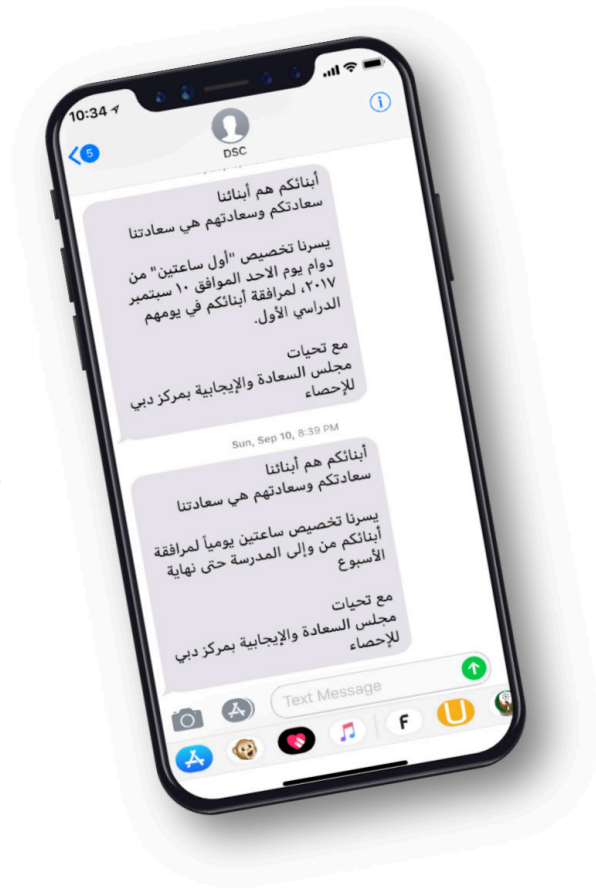 10:34
5
DSC
أبنائكم هم أبنائنا
سعادتكم وسعادتهم هي سعادتنا
يسرنا تخصيص "أول ساعتين" من
دوام يوم الاحد الموافق ١٠ سبتمبر
٢٠١٧، لمرافقة أبنائكم في يومهم
الدراسي الأول.
مع تحيات
مجلس السعادة والإيجابية بمركز دبي
للإحصاء
Sun, Sep 10, 8:39 PM
أبنائكم هم أبنائنا
سعادتكم وسعادتهم هي سعادتنا
يسرنا تخصيص ساعتين يومياً لمرافقة
أبنائكم من وإلى المدرسة حتى نهاية
الأسبوع
مع تحيات
مجلس السعادة والإيجابية بمركز دبي
للإحصاء
Text Message
F
U